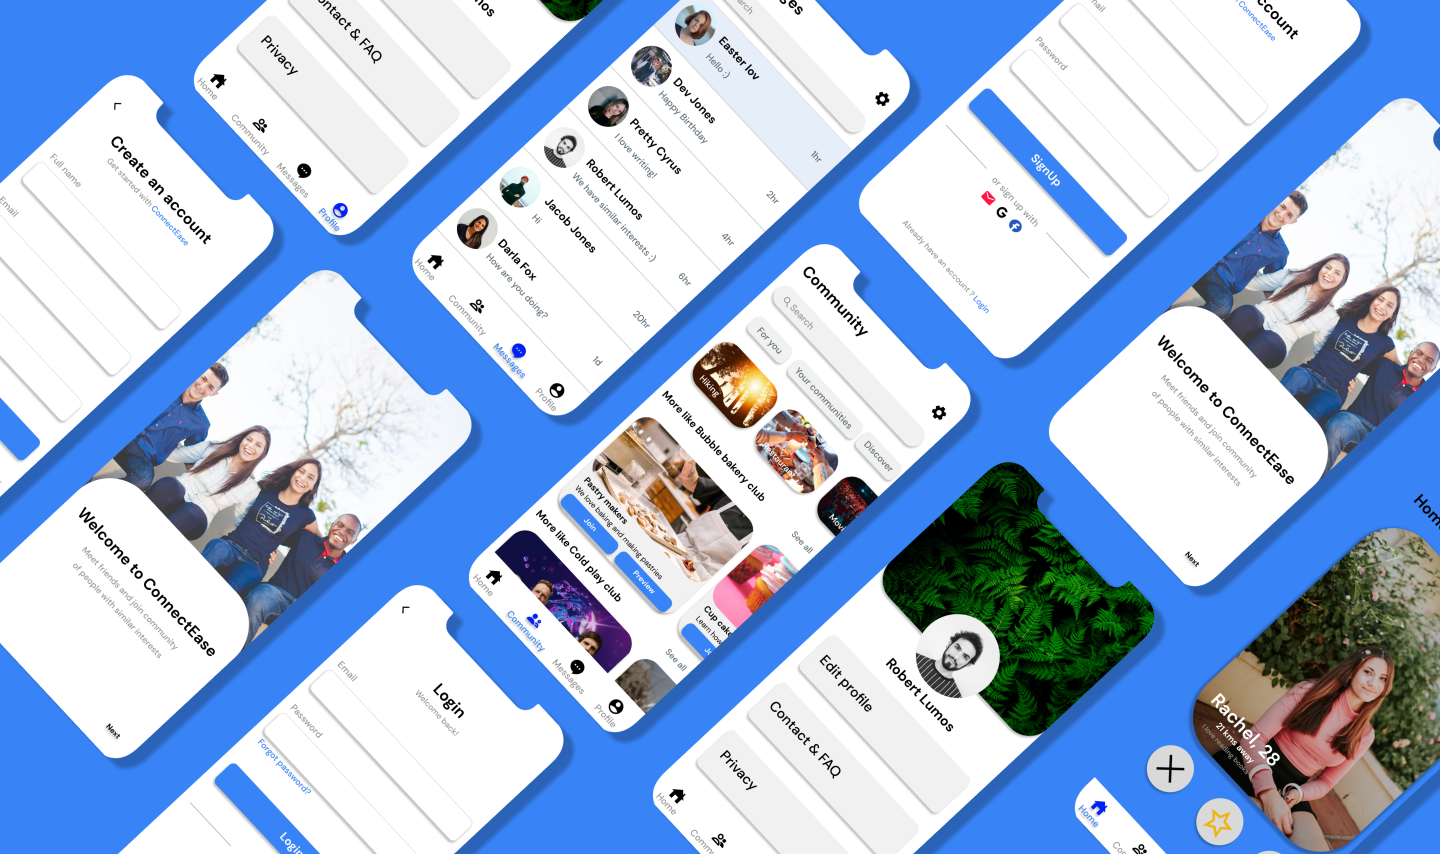 Contact & FAQ
Privacy
Home
Community
Messages
Profile
Create an account
Get started with ConnectEase
Full name
Email
Easter lov
Hello :)
1hr
Dev Jones
Happy Birthday
2hr
Pretty Cyrus
I love writing!
4hr
Robert Lumos
We have similar interests :)
6hr
Jacob Jones
Hi
20hr
Darla Fox
How are you doing?
1d
Home
Community
Messages
Profile
ConnectEase
Password
SignUp
or sign up with
G
Already have an account ? Login
Welcome to ConnectEase
Meet friends and join community
of people with similar interests
Next
Community
Search
For you
Your communities
Discover
Hiking
More like Bubble bakery club
See all
Pastry makers
We love baking and making pastries
Join
Preview
More like Cold play club
See all
Home
Community
Messages
Profile
Welcome to ConnectEase
Meet friends and join community
of people with similar interests
Next
Login
Welcome back!
Email
Password
Forgot password?
Login
Robert Lumos
Edit profile
Contact & FAQ
Privacy
Home
Rachel, 28
21 kms away
I love reading books
Home